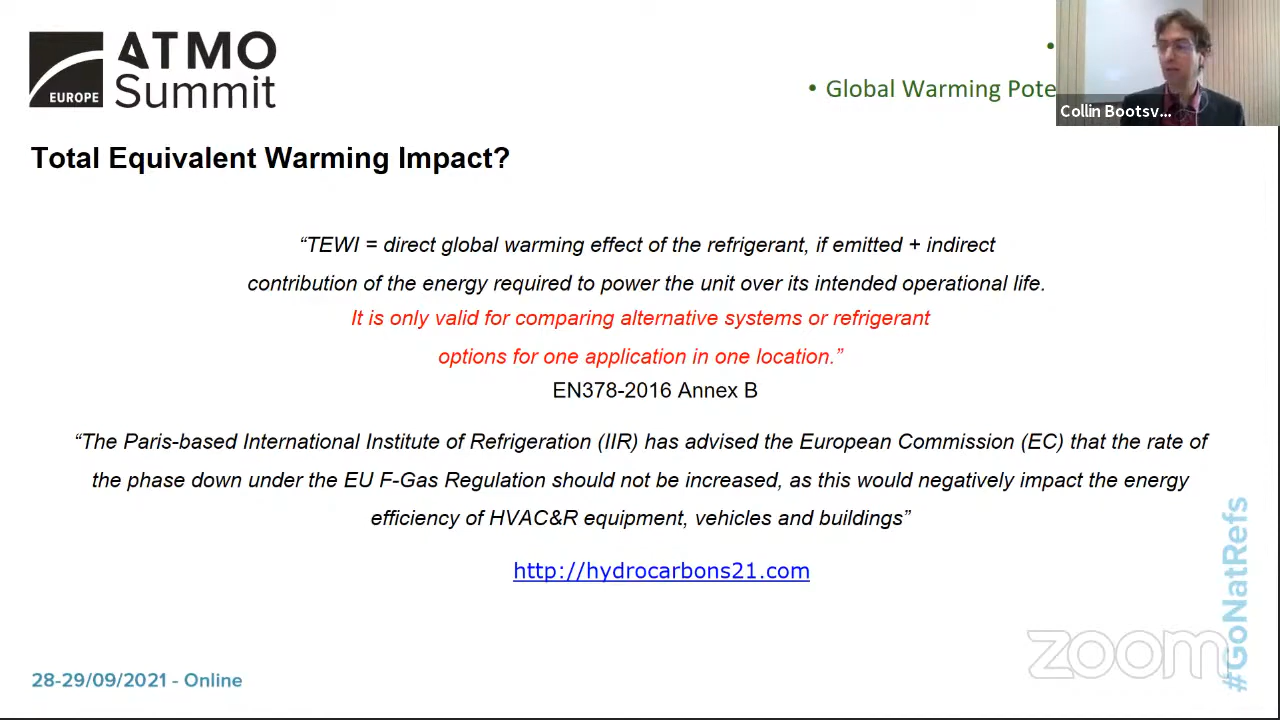 ATMO
EUROPE
Summit
•
• Global Warming Pote
Collin Bootsv...
Total Equivalent Warming Impact?
“TEWI = direct global warming effect of the refrigerant, if emitted + indirect
contribution of the energy required to power the unit over its intended operational life.
It is only valid for comparing alternative systems or refrigerant
options for one application in one location.”
EN378-2016 Annex B
“The Paris-based International Institute of Refrigeration (IIR) has advised the European Commission (EC) that the rate of
the phase down under the EU F-Gas Regulation should not be increased, as this would negatively impact the energy
efficiency of HVAC&R equipment, vehicles and buildings”
http://hydrocarbons21.com
#GoNatRefs
zoom
28-29/09/2021 - Online